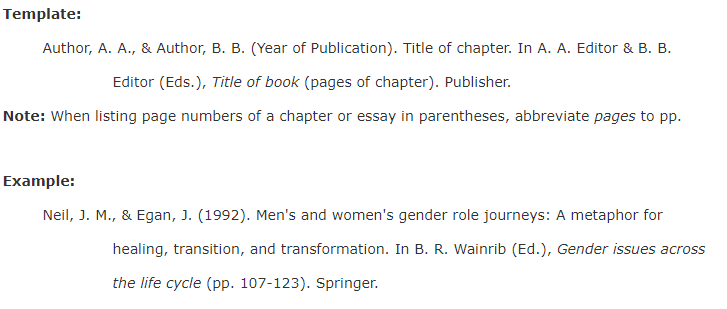 Template:
Author, A. A., & Author, B. B. (Year of Publication). Title of chapter. In A. A. Editor & B. B.
Editor (Eds.), Title of book (pages of chapter). Publisher.
Note: When listing page numbers of a chapter or essay in parentheses, abbreviate pages to pp.
Example:
Neil, J. M., & Egan, J. (1992). Men's and women's gender role journeys: A metaphor for
healing, transition, and transformation. In B. R. Wainrib (Ed.), Gender issues across
the life cycle (pp. 107-123). Springer.